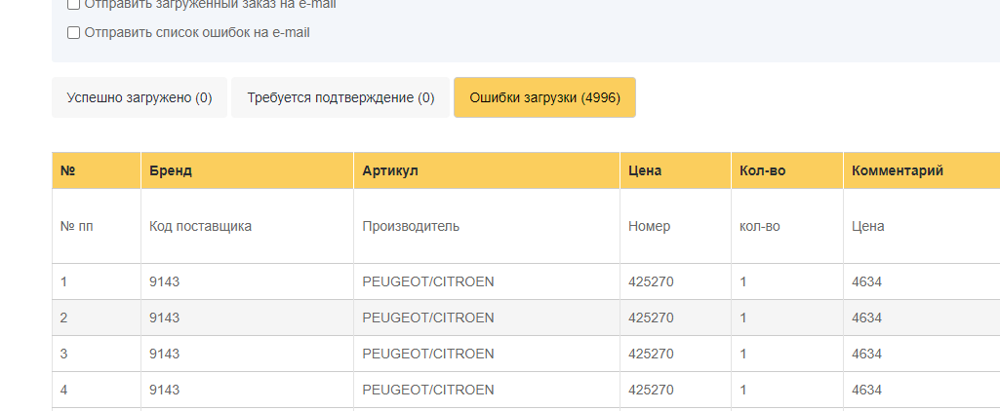 Отправить загруженный заказ на e-mail
Отправить список ошибок на e-mail
Успешно загружено (0) Требуется подтверждение (0) Ошибки загрузки (4996)
№ Бренд Артикул Цена Кол-во Комментарий
№ пп Код поставщика Производитель Номер кол-во Цена
1 9143 PEUGEOT/CITROEN 425270 1 4634
2 9143 PEUGEOT/CITROEN 425270 1 4634
3 9143 PEUGEOT/CITROEN 425270 1 4634
4 9143 PEUGEOT/CITROEN 425270 1 4634